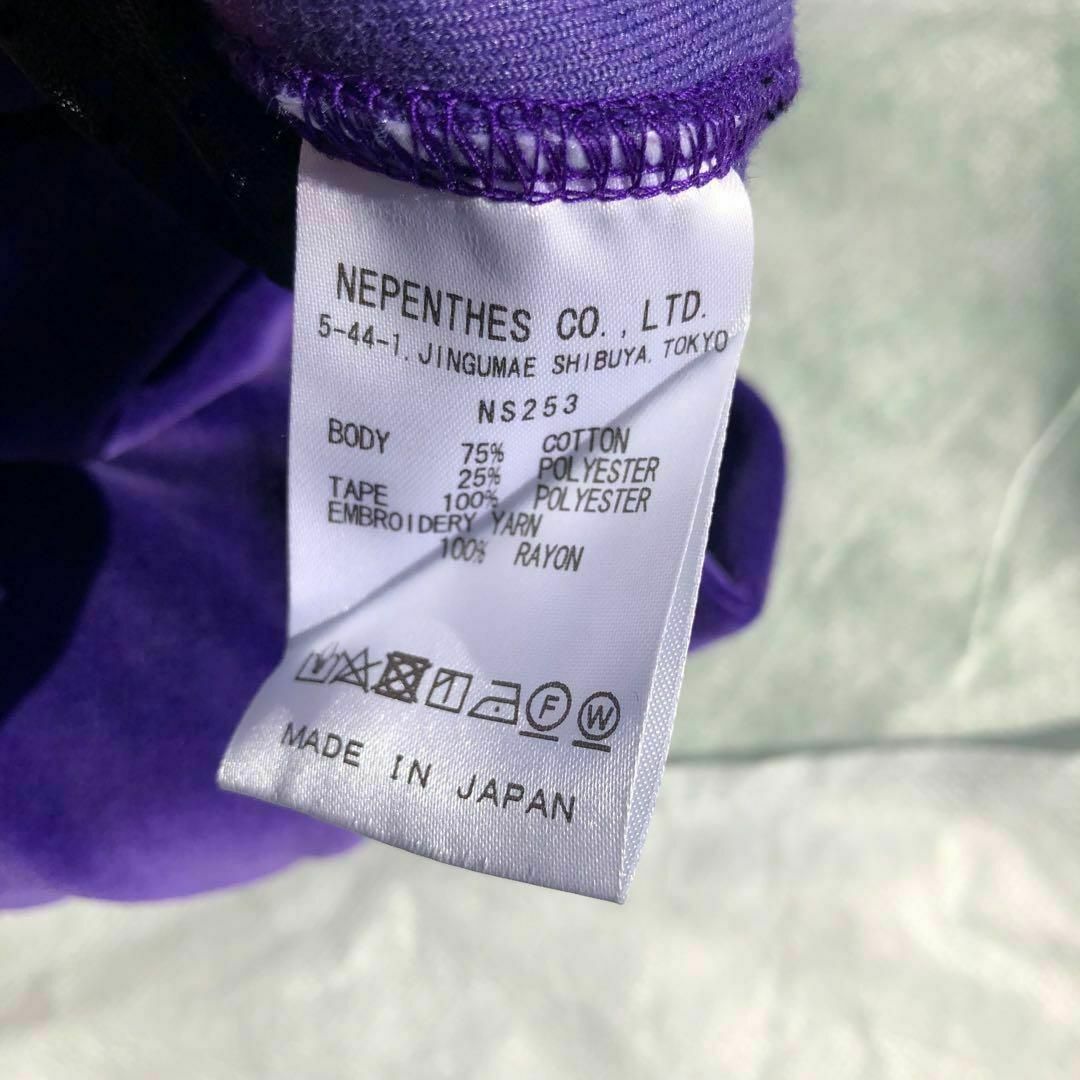 NEPENTHES CO., LTD.
5-44-1, JINGUMAE SHIBUYA, TOKYO
NS253
BODY 75% COTTON
25% POLYESTER
TAPE 100% POLYESTER
EMBROIDERY YARN
100% RAYON
F W
MADE IN JAPAN